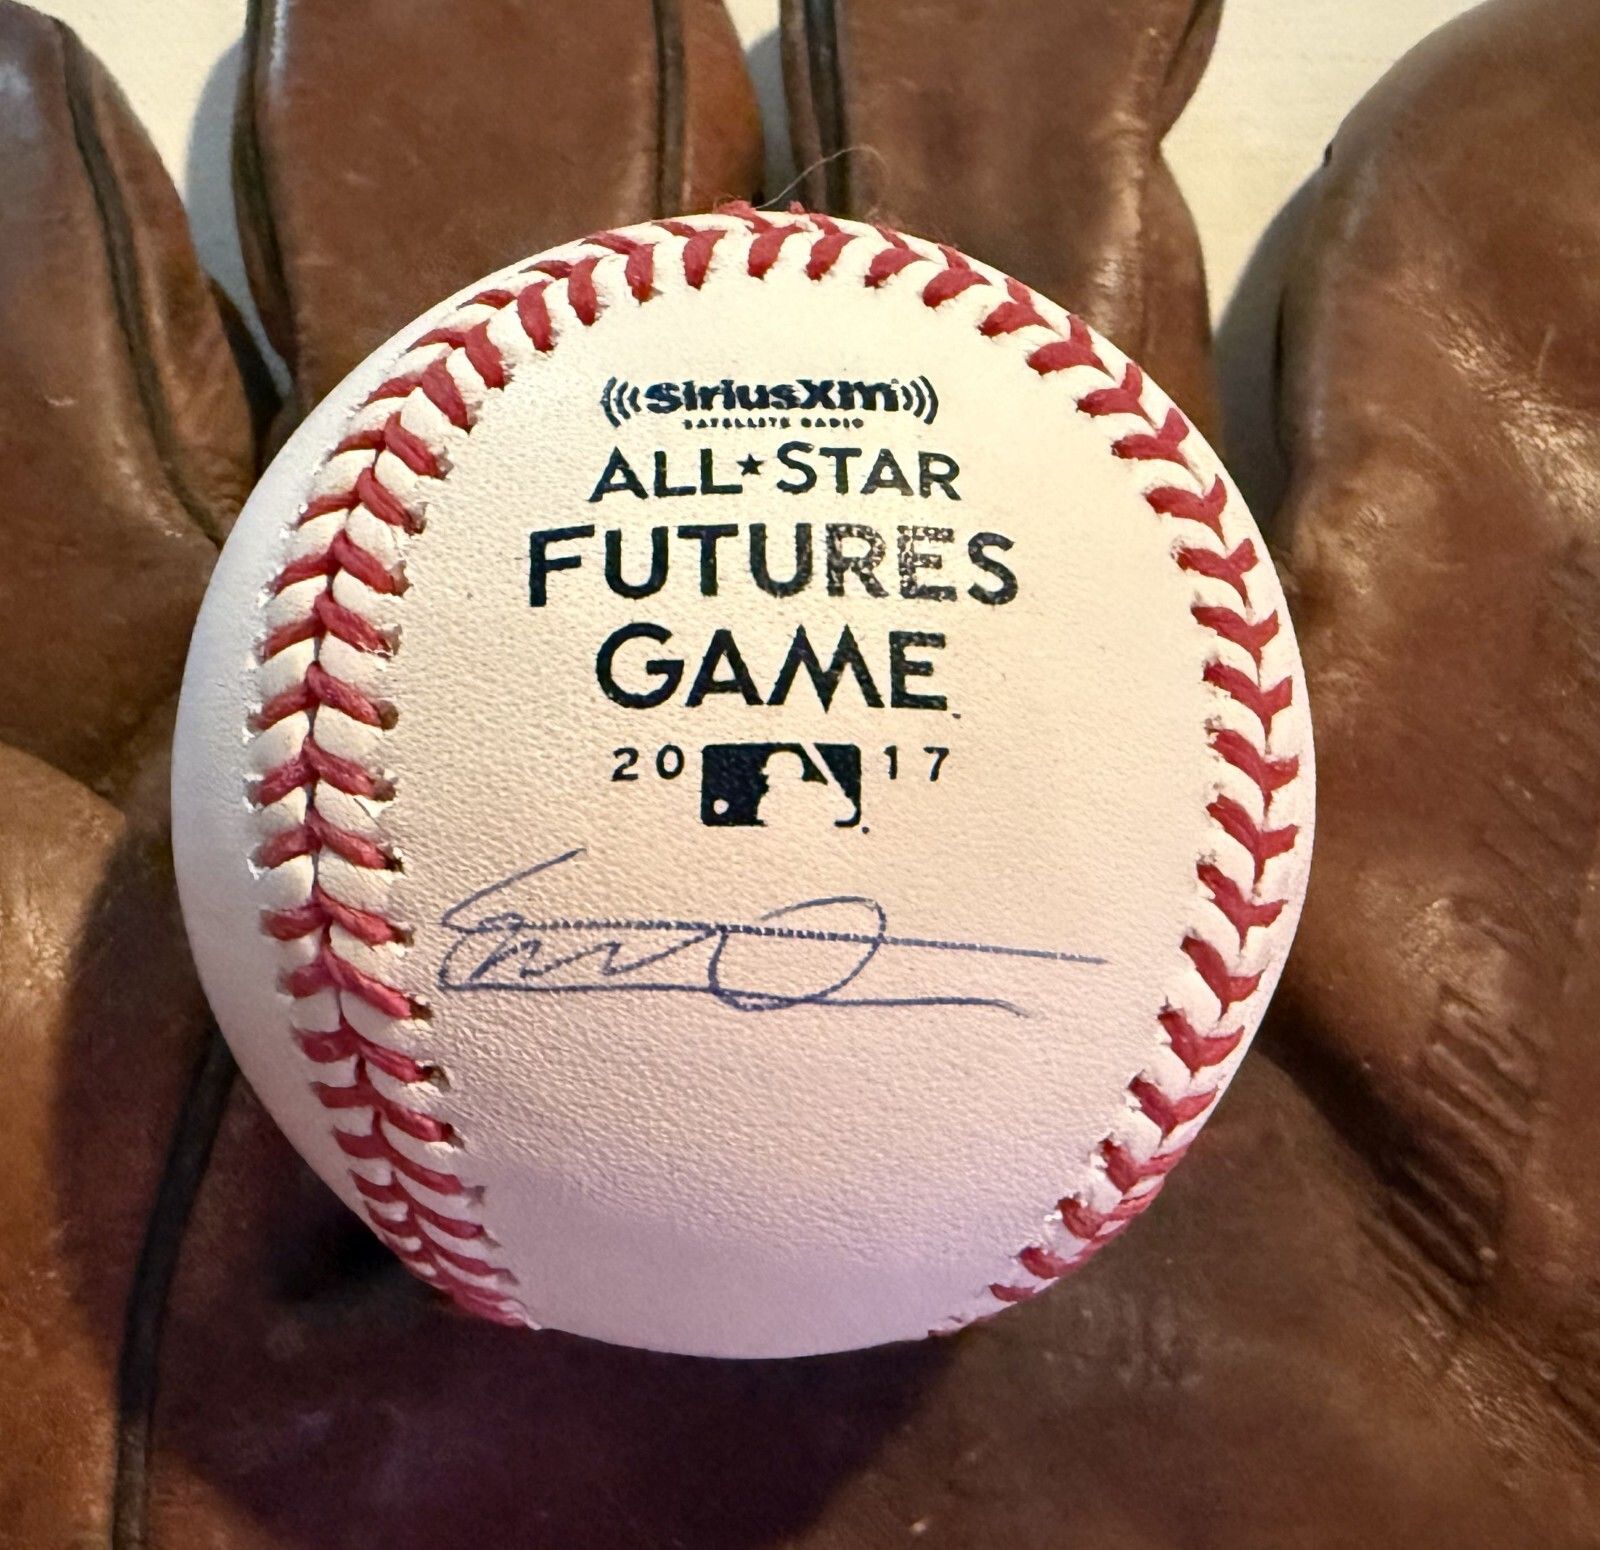 SiriusXM
SATELLITE RADIO
ALL★STAR
FUTURES
GAME
20 17